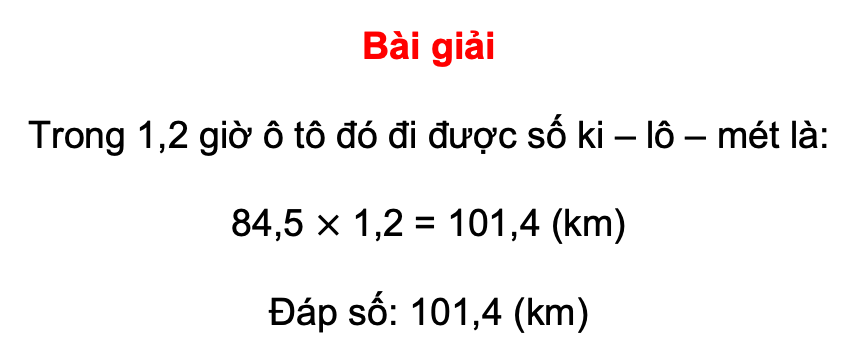 Bài giải
Trong 1,2 giờ ô tô đó đi được số ki – lô – mét là:
84,5 × 1,2 = 101,4 (km)
Đáp số: 101,4 (km)